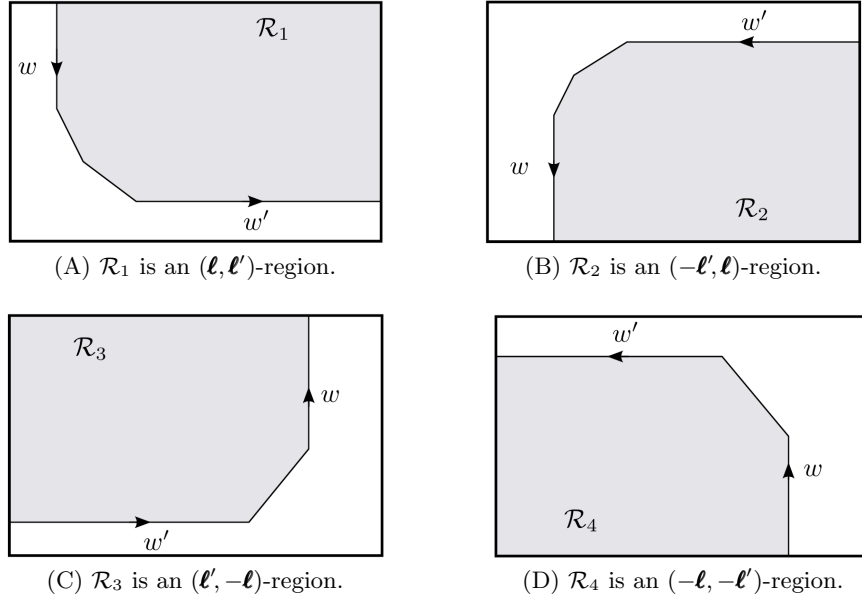 R₁
w
w′
(A) R₁ is an (ℓ, ℓ′)-region.
w′
w
R₂
(B) R₂ is an (−ℓ′, ℓ)-region.
R₃
w
w′
(C) R₃ is an (ℓ′, −ℓ)-region.
w′
w
R₄
(D) R₄ is an (−ℓ, −ℓ′)-region.